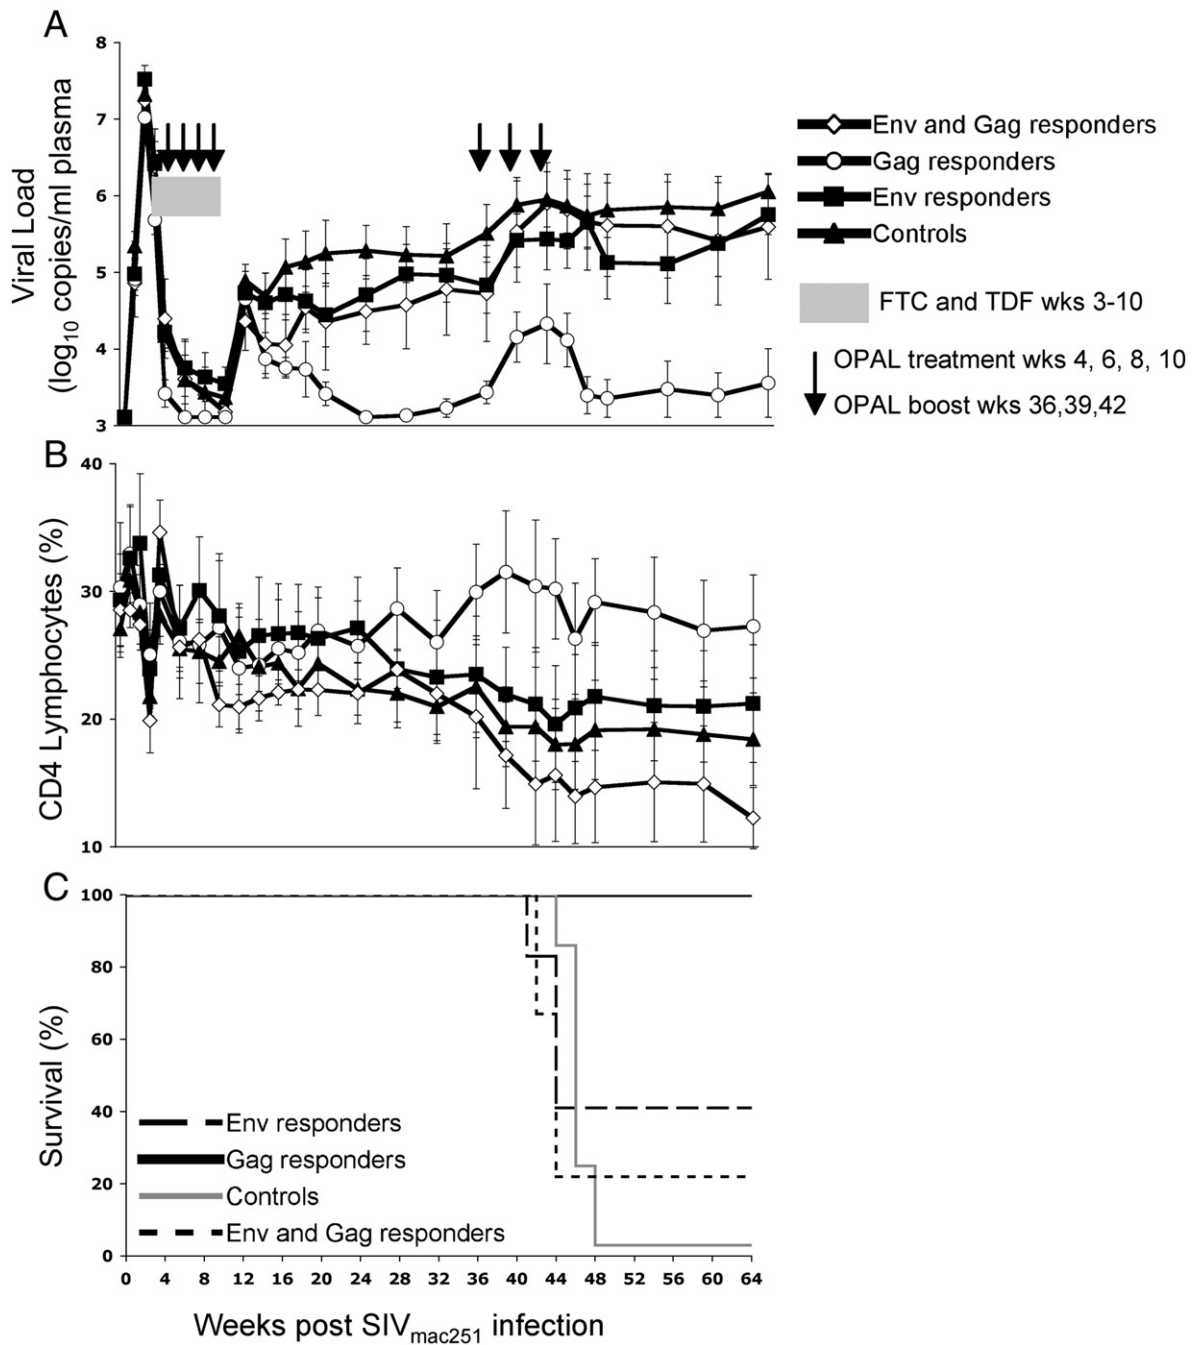 A
Viral Load
(log10 copies/ml plasma
8
7
6
5
4
3
Env and Gag responders
Gag responders
Env responders
Controls
FTC and TDF wks 3-10
OPAL treatment wks 4, 6, 8, 10
OPAL boost wks 36,39,42
B
CD4 Lymphocytes (%)
40
30
20
10
C
Survival (%)
100
80
60
40
20
0
Env responders
Gag responders
Controls
Env and Gag responders
0 4 8 12 16 20 24 28 32 36 40 44 48 52 56 60 64
Weeks post SIVmac251 infection